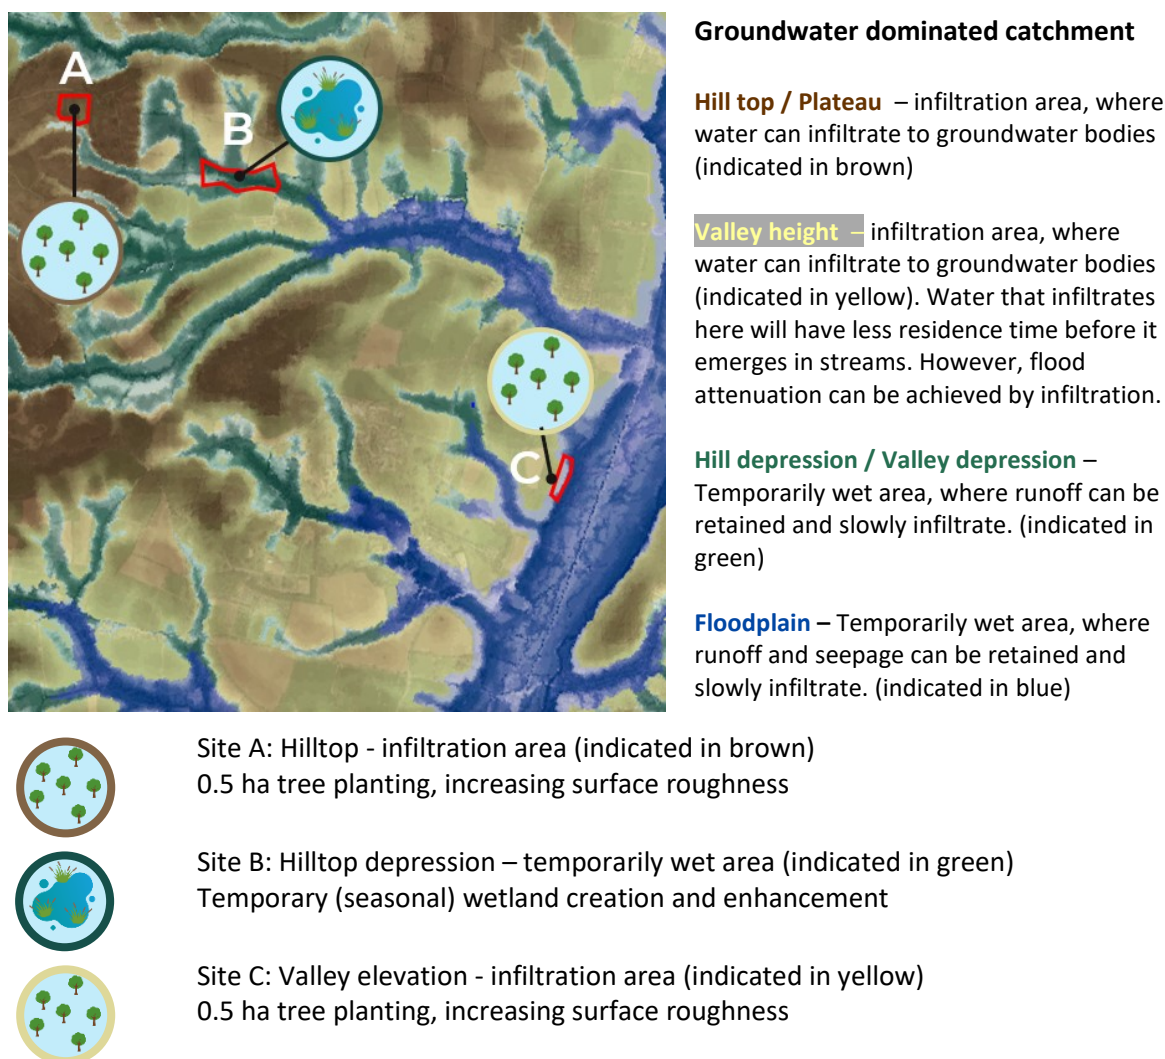 A
B
C
Groundwater dominated catchment
Hill top / Plateau – infiltration area, where
water can infiltrate to groundwater bodies
(indicated in brown)
Valley height – infiltration area, where
water can infiltrate to groundwater bodies
(indicated in yellow). Water that infiltrates
here will have less residence time before it
emerges in streams. However, flood
attenuation can be achieved by infiltration.
Hill depression / Valley depression –
Temporarily wet area, where runoff can be
retained and slowly infiltrate. (indicated in
green)
Floodplain – Temporarily wet area, where
runoff and seepage can be retained and
slowly infiltrate. (indicated in blue)
Site A: Hilltop - infiltration area (indicated in brown)
0.5 ha tree planting, increasing surface roughness
Site B: Hilltop depression – temporarily wet area (indicated in green)
Temporary (seasonal) wetland creation and enhancement
Site C: Valley elevation - infiltration area (indicated in yellow)
0.5 ha tree planting, increasing surface roughness